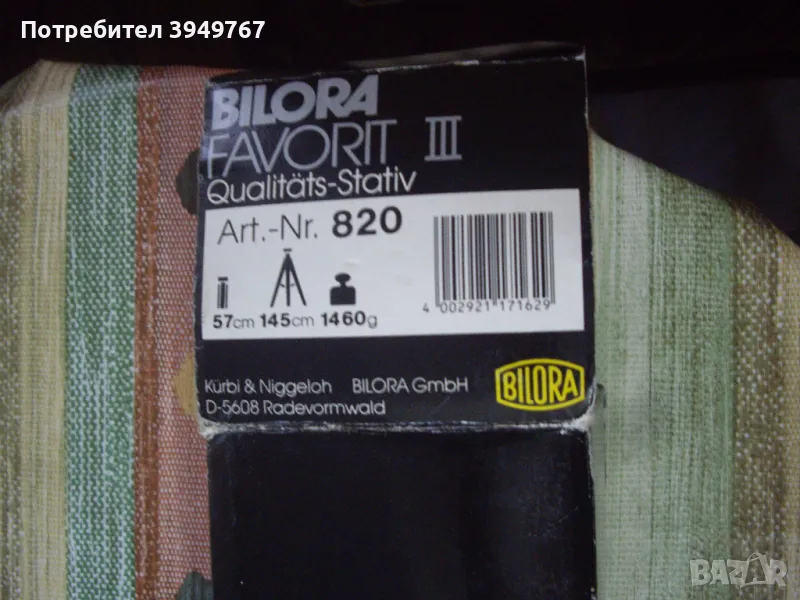 Потребител 3949767
BILORA
FAVORIT III
Qualitäts-Stativ
Art.-Nr. 820
57cm 145cm 1460g
4 002921 171629
Kürbi & Niggeloh BILORA GmbH
D-5608 Radevormwald
BILORA
BAZAR